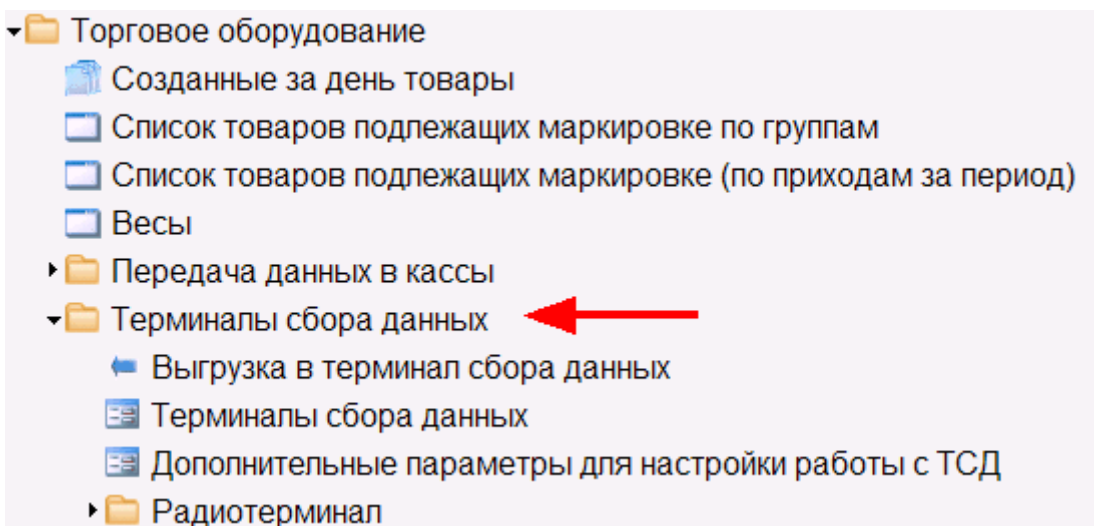 Торговое оборудование
Созданные за день товары
Список товаров подлежащих маркировке по группам
Список товаров подлежащих маркировке (по приходам за период)
Весы
Передача данных в кассы
Терминалы сбора данных
Выгрузка в терминал сбора данных
Терминалы сбора данных
Дополнительные параметры для настройки работы с ТСД
Радиотерминал